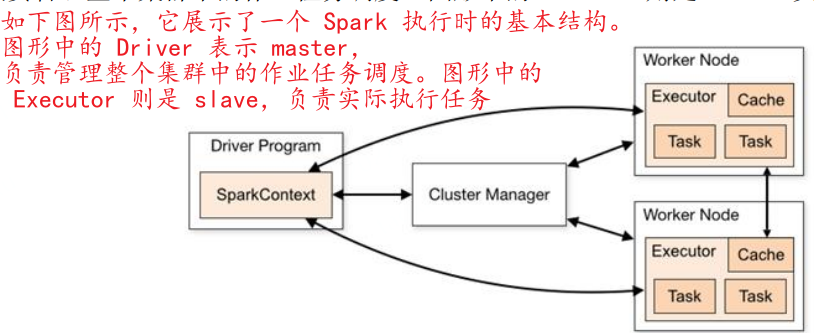 如下图所示，它展示了一个 Spark 执行时的基本结构。
图形中的 Driver 表示 master，
负责管理整个集群中的作业任务调度。图形中的
Executor 则是 slave，负责实际执行任务
Worker Node
Executor
Cache
Task
Task
Driver Program
SparkContext
Cluster Manager
Worker Node
Executor
Cache
Task
Task